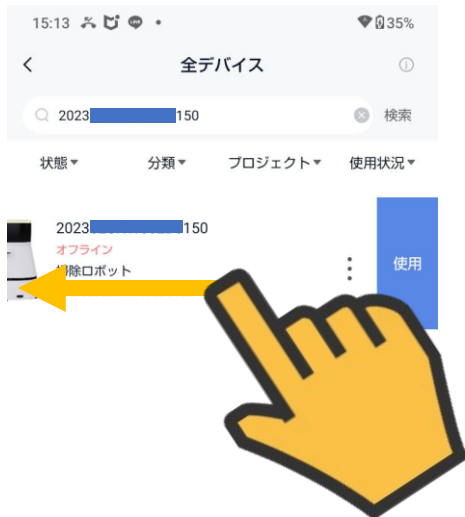 15:13 35%
全デバイス
2023 150 検索
状態 分類 プロジェクト 使用状況
2023 150
オフライン
掃除ロボット
使用